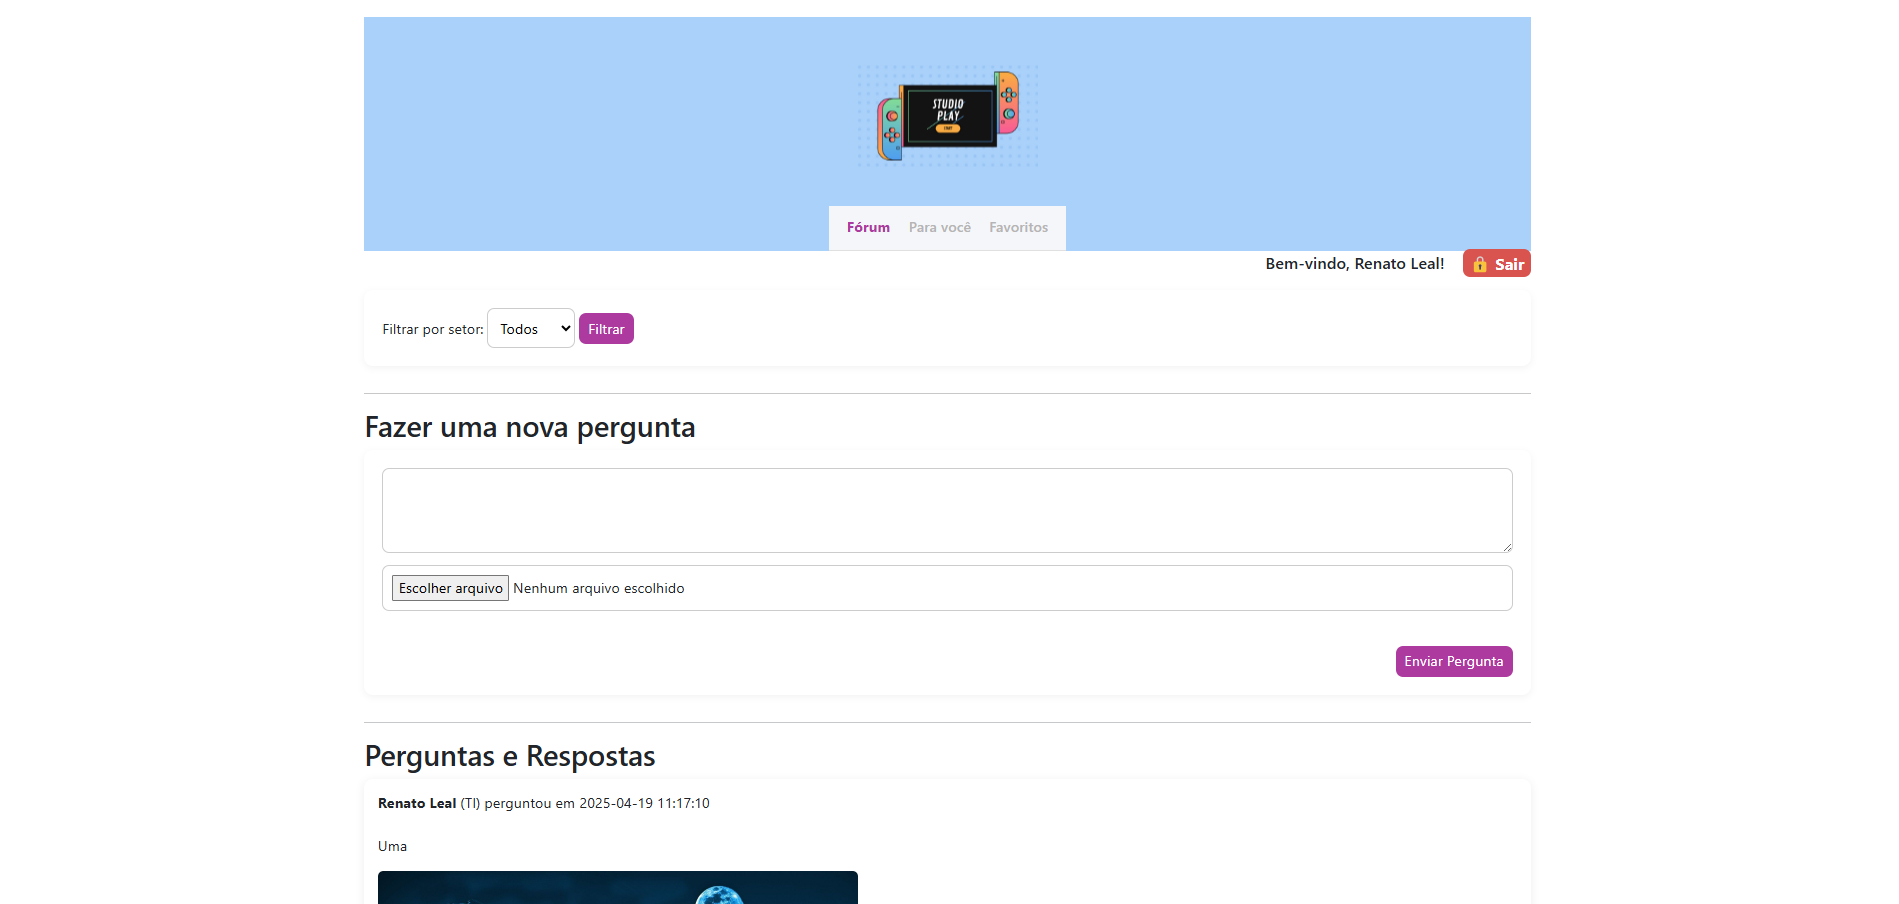 STUDIO
PLAY
START
Fórum Para você Favoritos
Bem-vindo, Renato Leal! Sair
Filtrar por setor: Todos Filtrar
Fazer uma nova pergunta
Escolher arquivo Nenhum arquivo escolhido
Enviar Pergunta
Perguntas e Respostas
Renato Leal (TI) perguntou em 2025-04-19 11:17:10
Uma